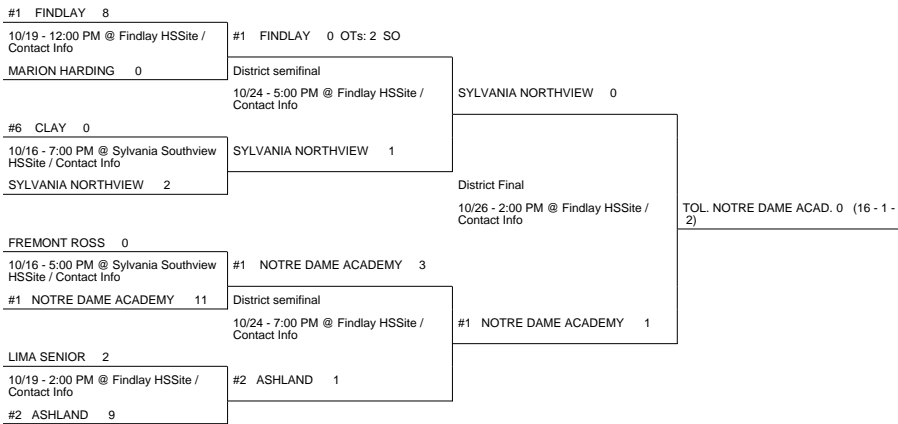 #1 FINDLAY 8
10/19 - 12:00 PM @ Findlay HSSite /
Contact Info
MARION HARDING 0
#1 FINDLAY 0 OTs: 2 SO
District semifinal
10/24 - 5:00 PM @ Findlay HSSite /
Contact Info
#6 CLAY 0
10/16 - 7:00 PM @ Sylvania Southview
HSSite / Contact Info
SYLVANIA NORTHVIEW 2
SYLVANIA NORTHVIEW 1
SYLVANIA NORTHVIEW 0
District Final
10/26 - 2:00 PM @ Findlay HSSite /
Contact Info
TOL. NOTRE DAME ACAD. 0 (16 - 1 -
2)
FREMONT ROSS 0
10/16 - 5:00 PM @ Sylvania Southview
HSSite / Contact Info
#1 NOTRE DAME ACADEMY 11
#1 NOTRE DAME ACADEMY 3
District semifinal
10/24 - 7:00 PM @ Findlay HSSite /
Contact Info
#1 NOTRE DAME ACADEMY 1
LIMA SENIOR 2
10/19 - 2:00 PM @ Findlay HSSite /
Contact Info
#2 ASHLAND 9
#2 ASHLAND 1